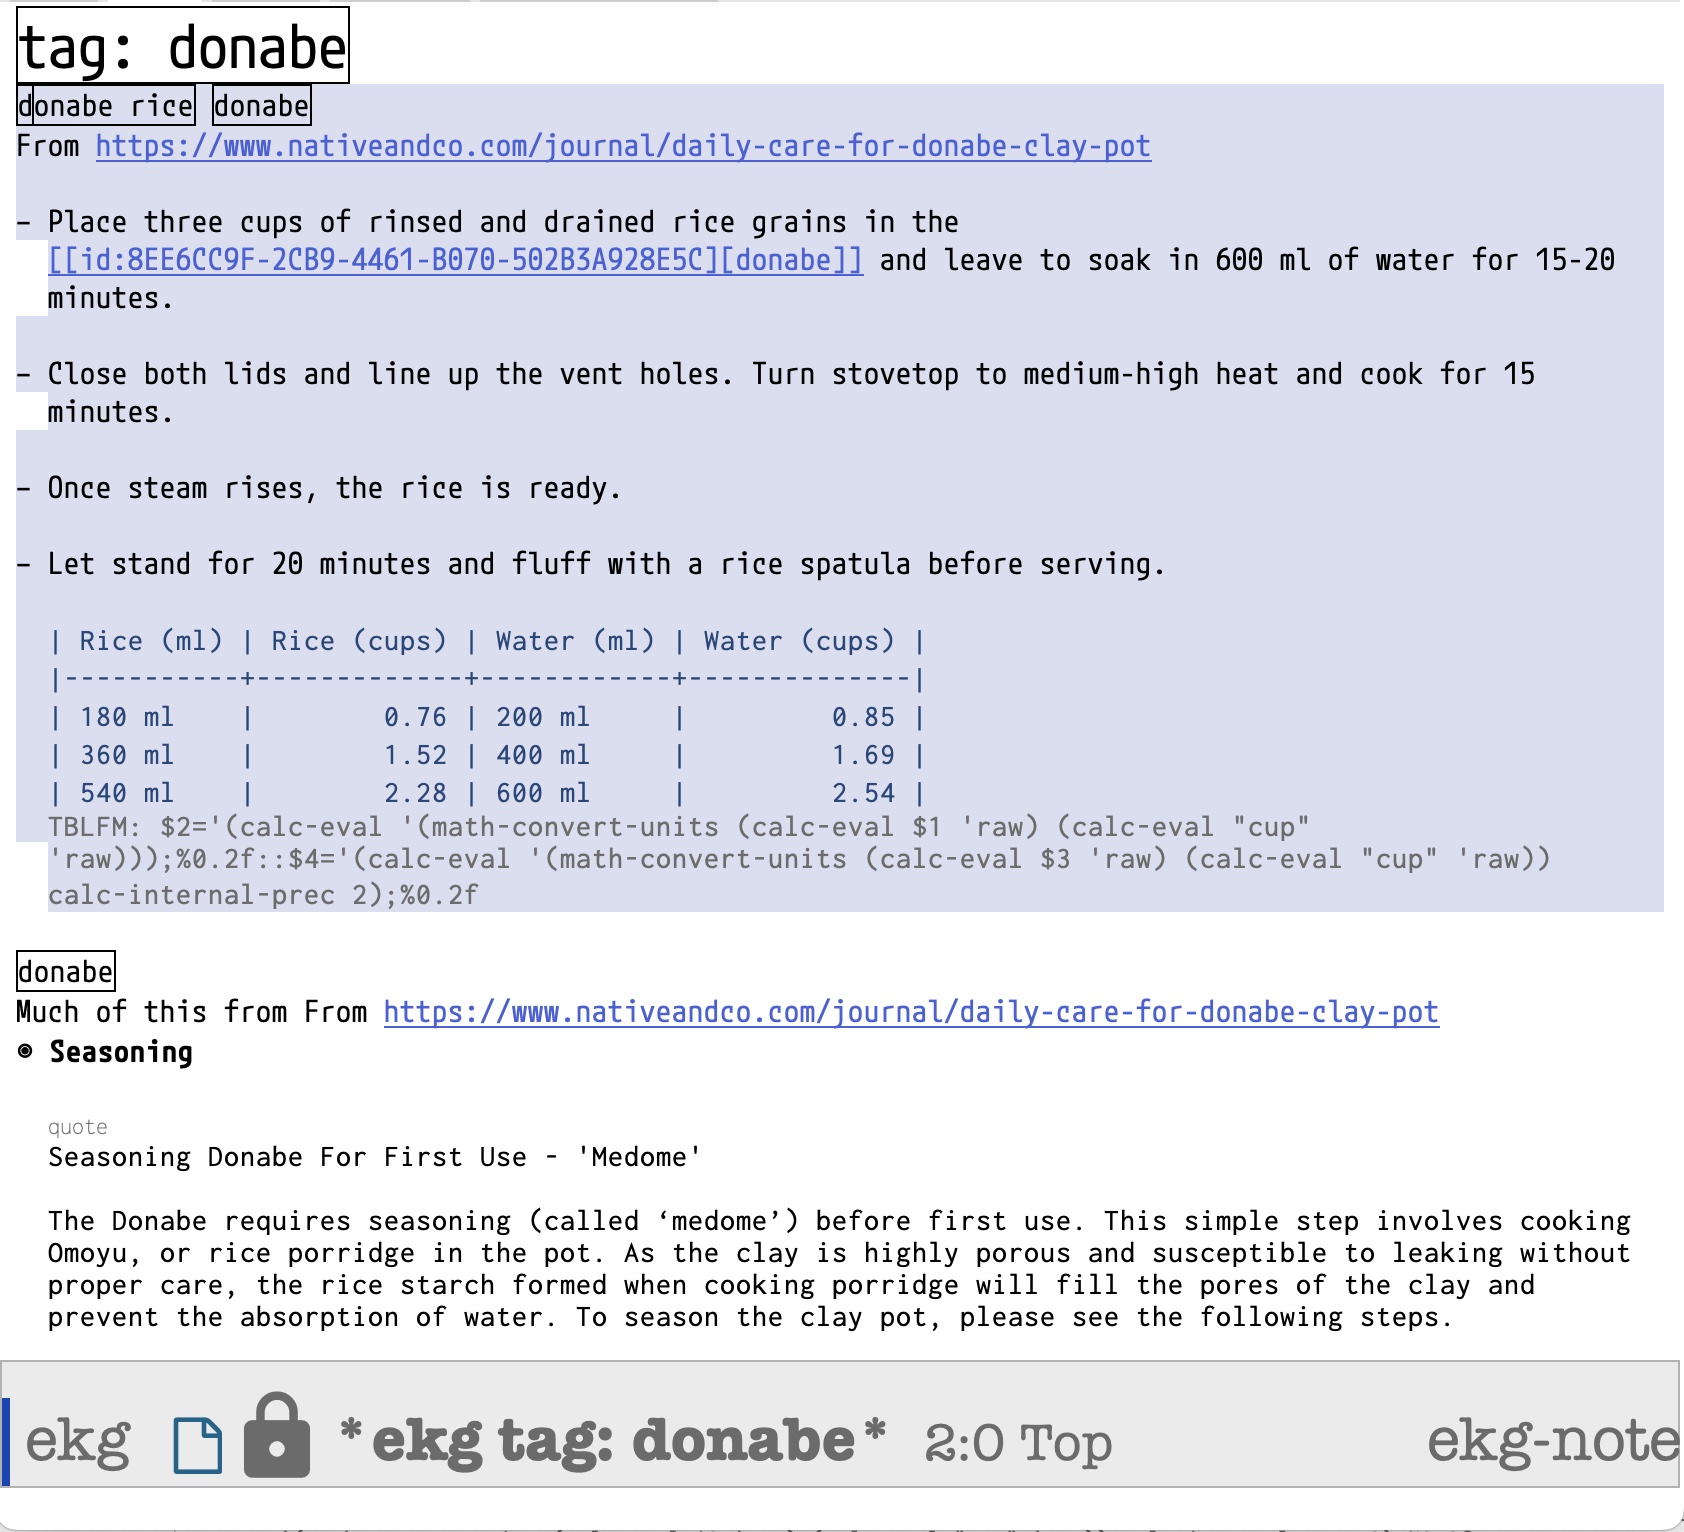 tag: donabe
donabe rice donabe
From https://www.nativeandco.com/journal/daily-care-for-donabe-clay-pot
- Place three cups of rinsed and drained rice grains in the
[[id:8EE6CC9F-2CB9-4461-B070-502B3A928E5C][donabe]] and leave to soak in 600 ml of water for 15-20
minutes.
- Close both lids and line up the vent holes. Turn stovetop to medium-high heat and cook for 15
minutes.
- Once steam rises, the rice is ready.
- Let stand for 20 minutes and fluff with a rice spatula before serving.
| Rice (ml) | Rice (cups) | Water (ml) | Water (cups) |
|-----------+-------------+------------+--------------|
| 180 ml    |        0.76 | 200 ml     |         0.85 |
| 360 ml    |        1.52 | 400 ml     |         1.69 |
| 540 ml    |        2.28 | 600 ml     |         2.54 |
TBLFM: $2='(calc-eval '(math-convert-units (calc-eval $1 'raw) (calc-eval "cup"
'raw)));%0.2f::$4='(calc-eval '(math-convert-units (calc-eval $3 'raw) (calc-eval "cup" 'raw))
calc-internal-prec 2);%0.2f
donabe
Much of this from From https://www.nativeandco.com/journal/daily-care-for-donabe-clay-pot
◉ Seasoning
quote
Seasoning Donabe For First Use - 'Medome'
The Donabe requires seasoning (called ‘medome’) before first use. This simple step involves cooking
Omoyu, or rice porridge in the pot. As the clay is highly porous and susceptible to leaking without
proper care, the rice starch formed when cooking porridge will fill the pores of the clay and
prevent the absorption of water. To season the clay pot, please see the following steps.
ekg *ekg tag: donabe* 2:0 Top ekg-note